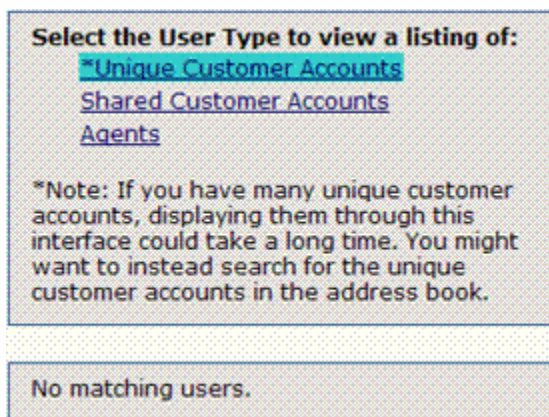 Select the User Type to view a listing of:
*Unique Customer Accounts
Shared Customer Accounts
Agents
*Note: If you have many unique customer
accounts, displaying them through this
interface could take a long time. You might
want to instead search for the unique
customer accounts in the address book.
No matching users.